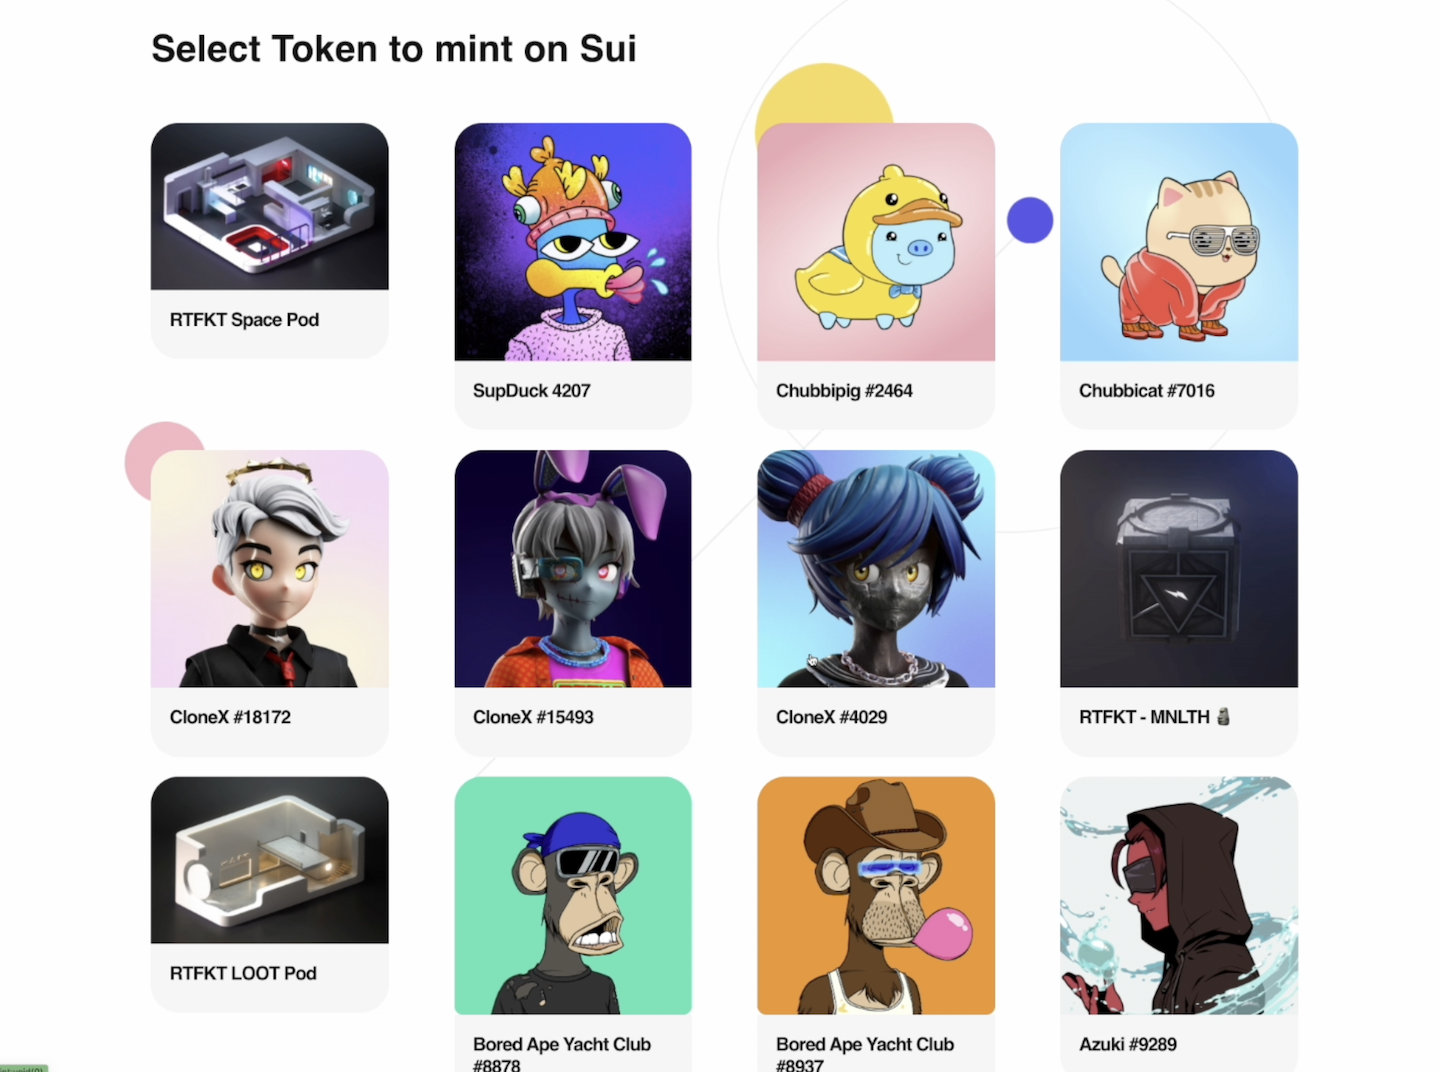 Select Token to mint on Sui
RTFKT Space Pod
SupDuck 4207
Chubbipig #2464
Chubbicat #7016
CloneX #18172
CloneX #15493
CloneX #4029
RTFKT - MNLTH 🗿
RTFKT LOOT Pod
Bored Ape Yacht Club
#8878
Bored Ape Yacht Club
#8937
Azuki #9289